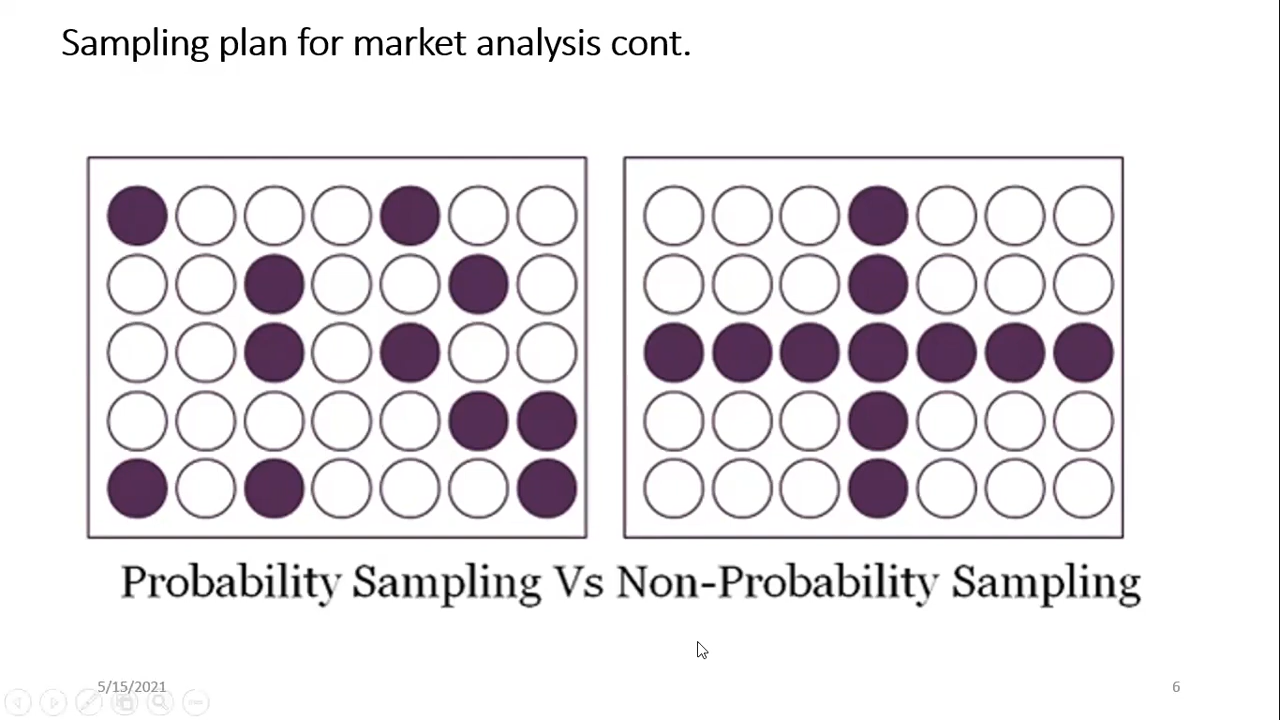 Sampling plan for market analysis cont.
Probability Sampling Vs Non-Probability Sampling
5/15/2021
6